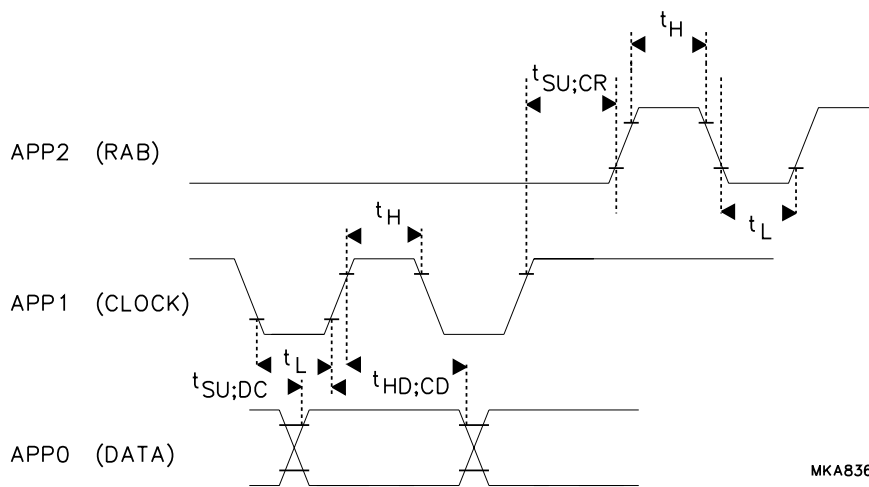 tH
tSU;CR
APP2 (RAB)
tH
tL
APP1 (CLOCK)
tL
tSU;DC
tHD;CD
APP0 (DATA)
MKA836